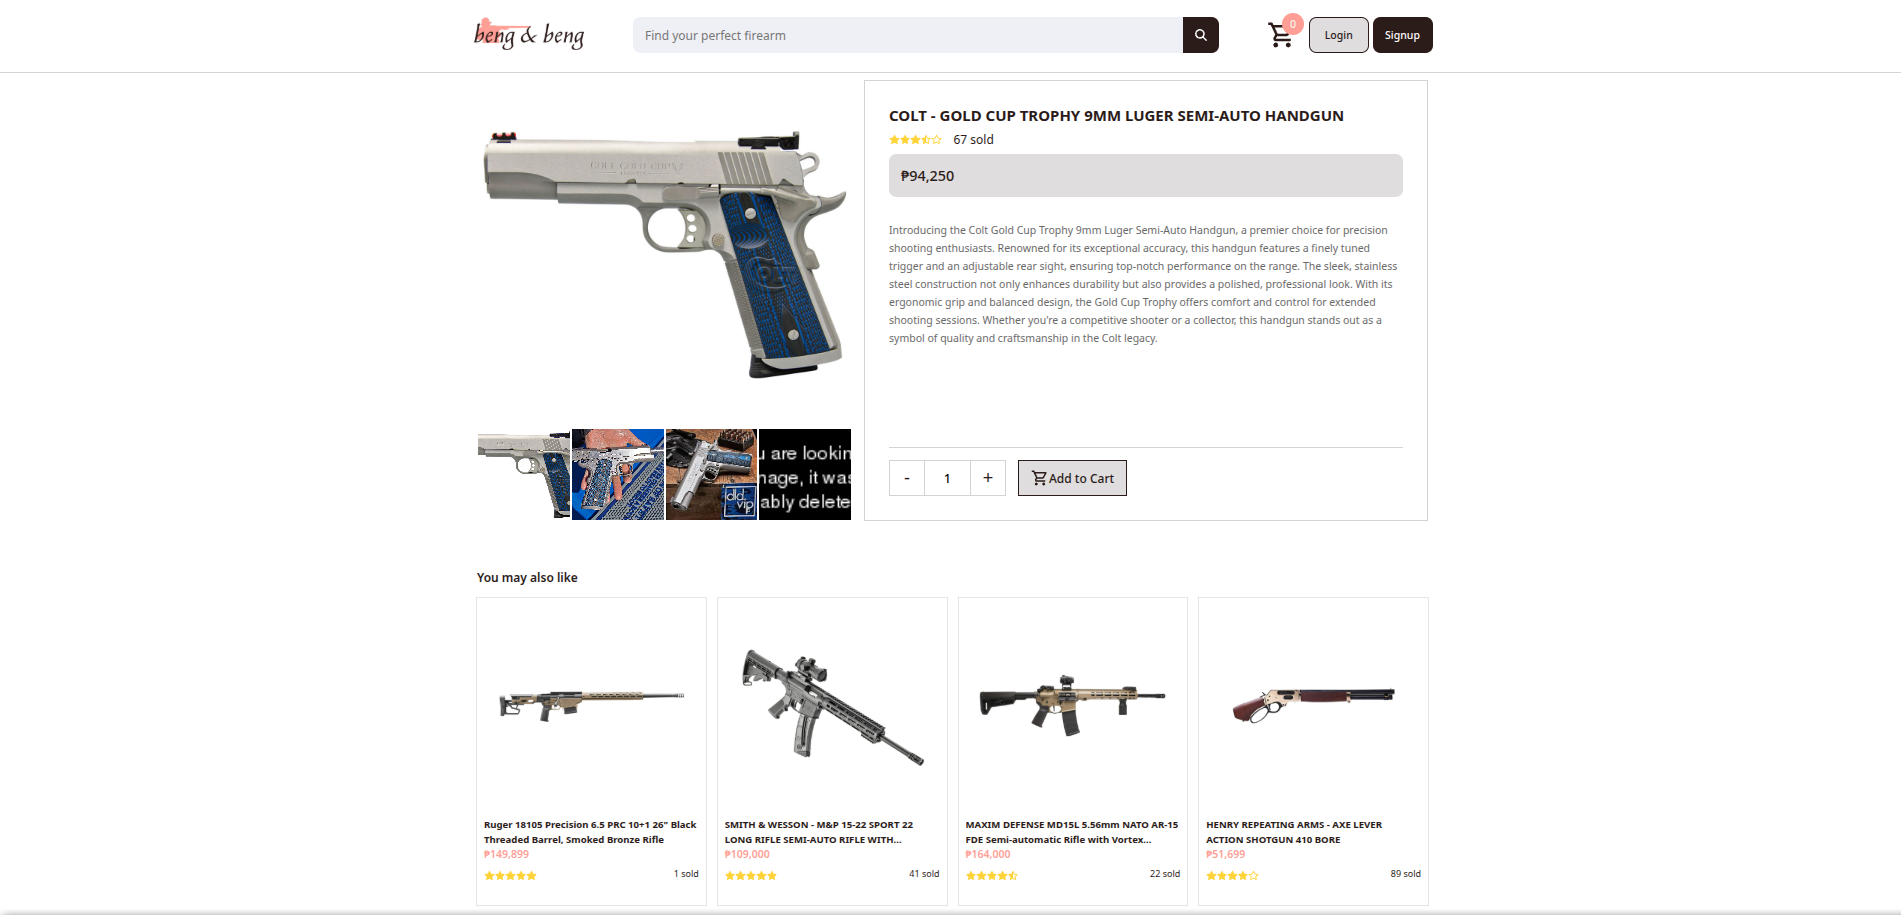 beng & beng
Find your perfect firearm
0
Login
Signup
COLT - GOLD CUP TROPHY 9MM LUGER SEMI-AUTO HANDGUN
67 sold
₱94,250
Introducing the Colt Gold Cup Trophy 9mm Luger Semi-Auto Handgun, a premier choice for precision
shooting enthusiasts. Renowned for its exceptional accuracy, this handgun features a finely tuned
trigger and an adjustable rear sight, ensuring top-notch performance on the range. The sleek, stainless
steel construction not only enhances durability but also provides a polished, professional look. With its
ergonomic grip and balanced design, the Gold Cup Trophy offers comfort and control for extended
shooting sessions. Whether you're a competitive shooter or a collector, this handgun stands out as a
symbol of quality and craftsmanship in the Colt legacy.
COLT GOLD CUP
dld
vip
u are lookin
nage, it was
ably delete
- 1 +
Add to Cart
You may also like
Ruger 18105 Precision 6.5 PRC 10+1 26" Black
Threaded Barrel, Smoked Bronze Rifle
₱149,899
1 sold
SMITH & WESSON - M&P 15-22 SPORT 22
LONG RIFLE SEMI-AUTO RIFLE WITH...
₱109,000
41 sold
MAXIM DEFENSE MD15L 5.56mm NATO AR-15
FDE Semi-automatic Rifle with Vortex...
₱164,000
22 sold
HENRY REPEATING ARMS - AXE LEVER
ACTION SHOTGUN 410 BORE
₱51,699
89 sold